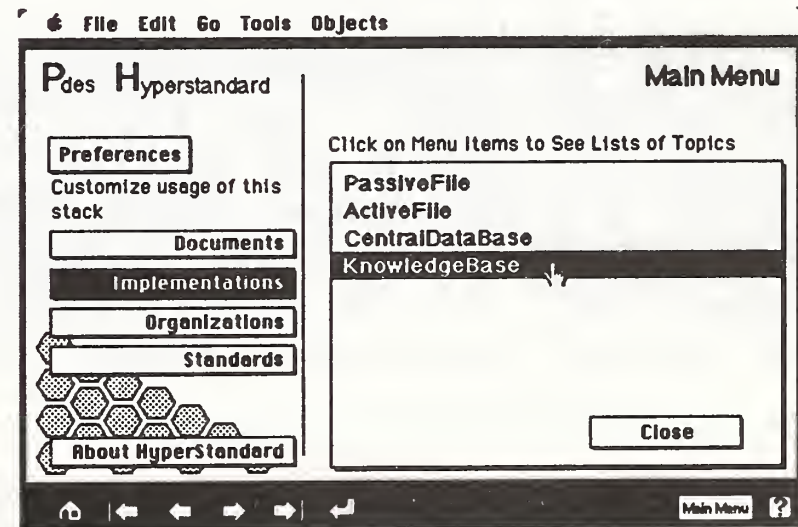 File Edit Go Tools Objects
Pdes Hyperstandard
Main Menu
Preferences
Customize usage of this
stack
Documents
Implementations
Organizations
Standards
About HyperStandard
Click on Menu Items to See Lists of Topics
PassiveFile
ActiveFile
CentralDataBase
KnowledgeBase
Close
Main Menu
?